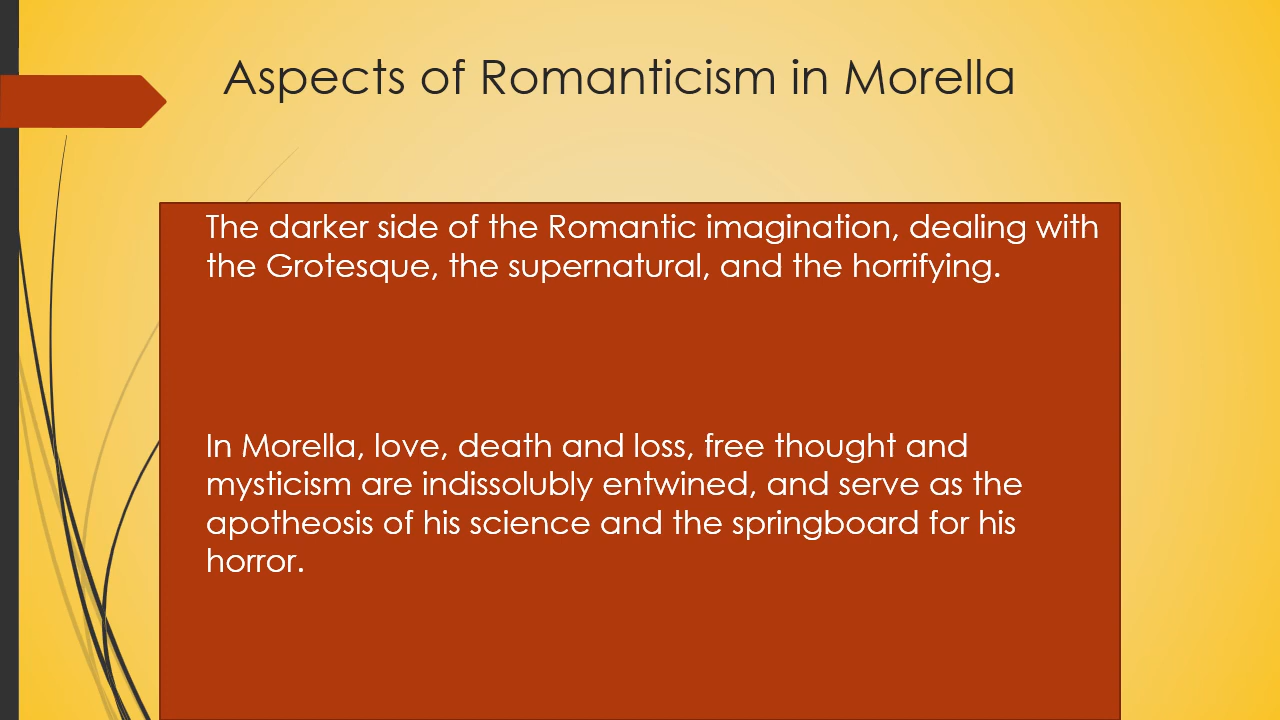 Aspects of Romanticism in Morella
The darker side of the Romantic imagination, dealing with
the Grotesque, the supernatural, and the horrifying.
In Morella, love, death and loss, free thought and
mysticism are indissolubly entwined, and serve as the
apotheosis of his science and the springboard for his
horror.